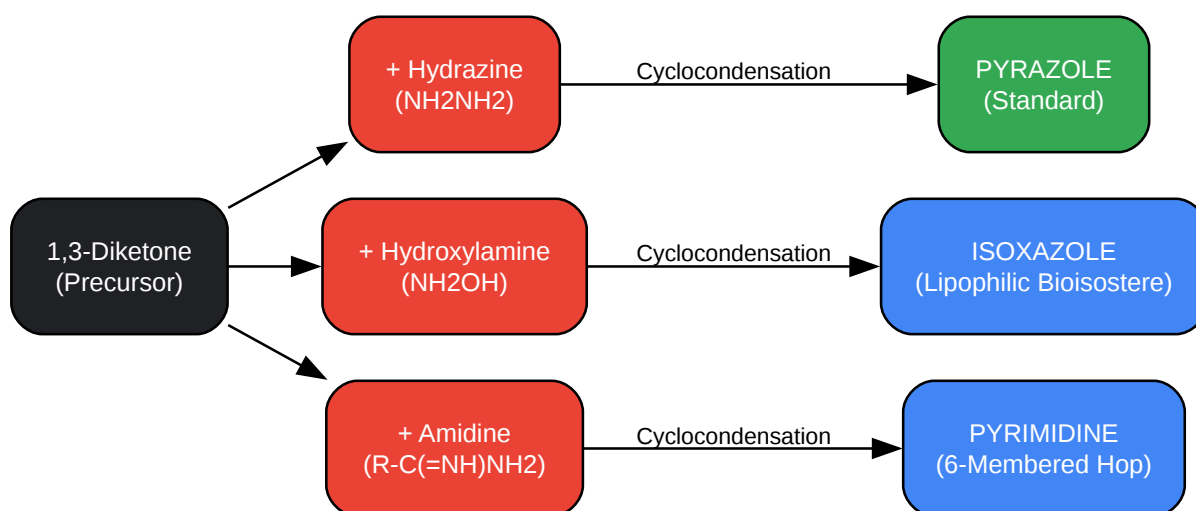 + Hydrazine
(NH2NH2)
Cyclocondensation
PYRAZOLE
(Standard)
1,3-Diketone
(Precursor)
+ Hydroxylamine
(NH2OH)
Cyclocondensation
ISOXAZOLE
(Lipophilic Bioisostere)
+ Amidine
(R-C(=NH)NH2)
Cyclocondensation
PYRIMIDINE
(6-Membered Hop)